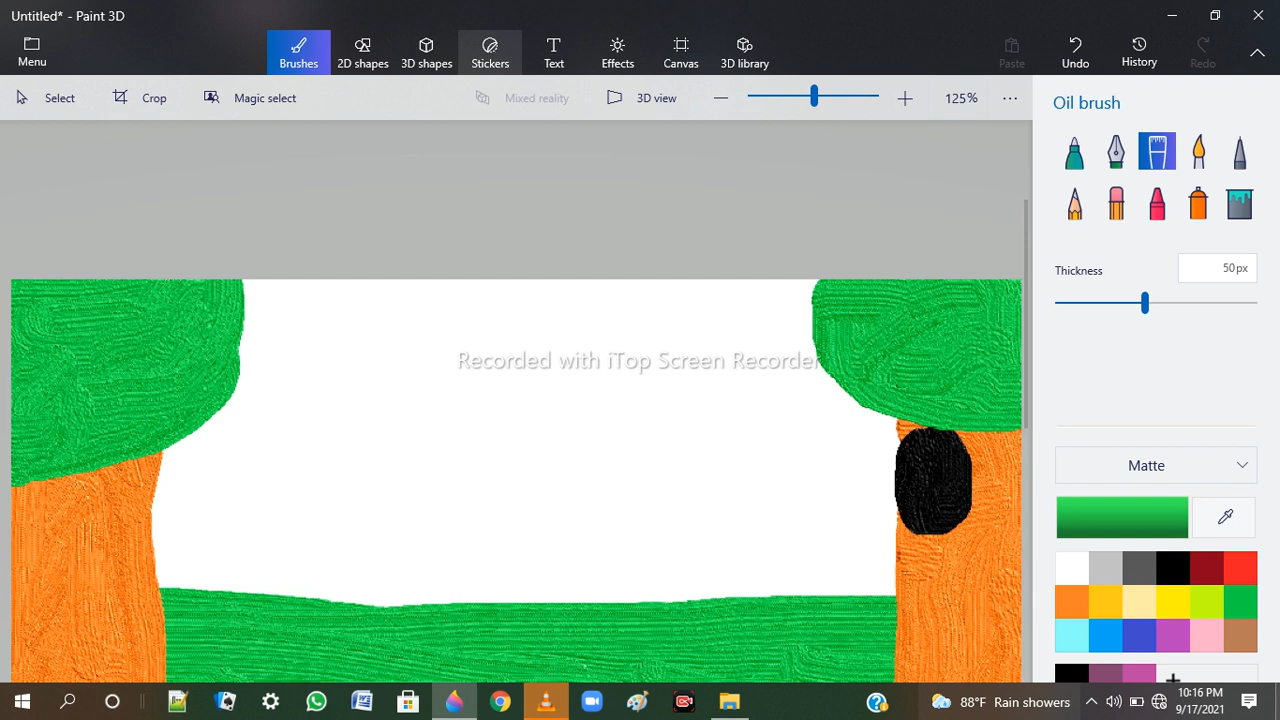 Untitled* - Paint 3D
Menu
Brushes
2D shapes
3D shapes
Stickers
Text
Effects
Canvas
3D library
Paste
Undo
History
Redo
Select
Crop
Magic select
Mixed reality
3D view
125%
Oil brush
Thickness
50px
Recorded with iTop Screen Recorder
Matte
88°F Rain showers
10:16 PM
9/17/2021